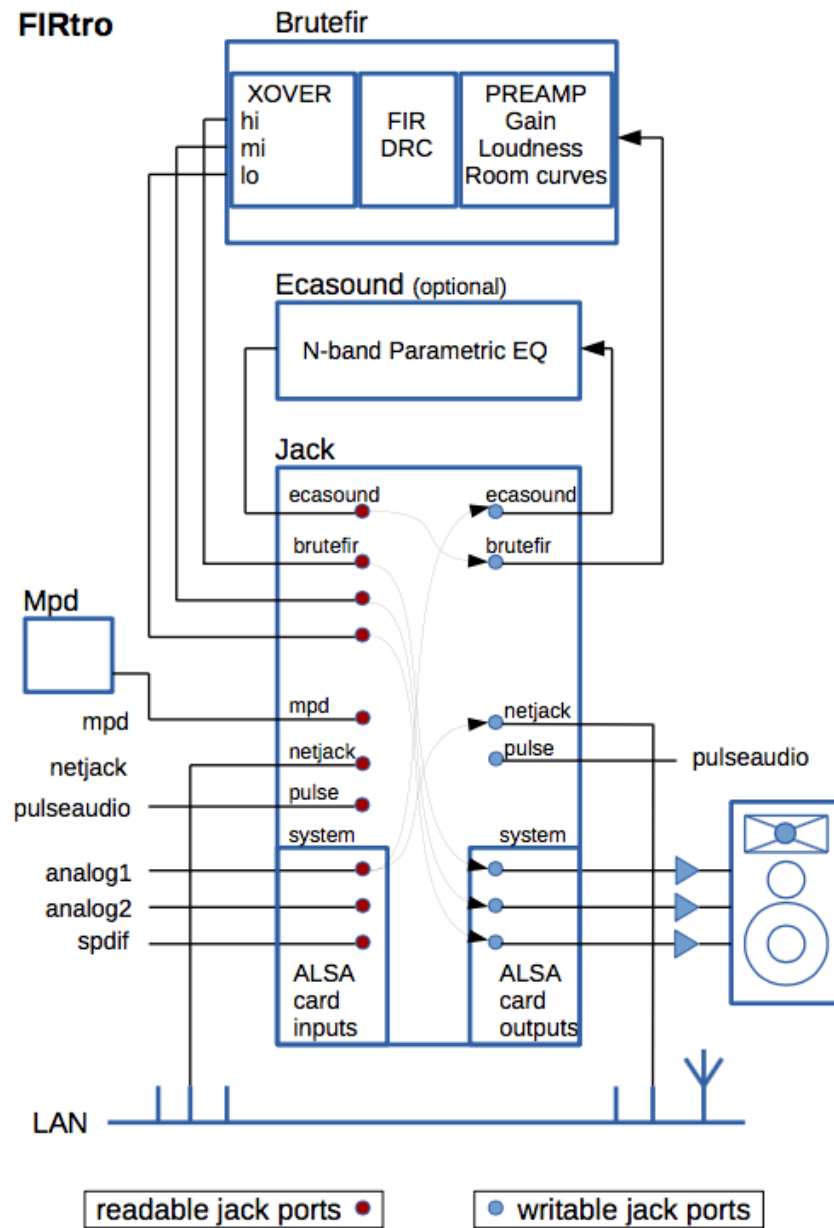 FIRtro
Brutefir
XOVER
hi
mi
lo
FIR
DRC
PREAMP
Gain
Loudness
Room curves
Ecasound (optional)
N-band Parametric EQ
Jack
ecasound
ecasound
brutefir
brutefir
Mpd
mpd
mpd
netjack
netjack
netjack
pulse
pulseaudio
pulse
pulseaudio
system
system
analog1
analog2
spdif
ALSA
card
inputs
ALSA
card
outputs
LAN
readable jack ports
writable jack ports